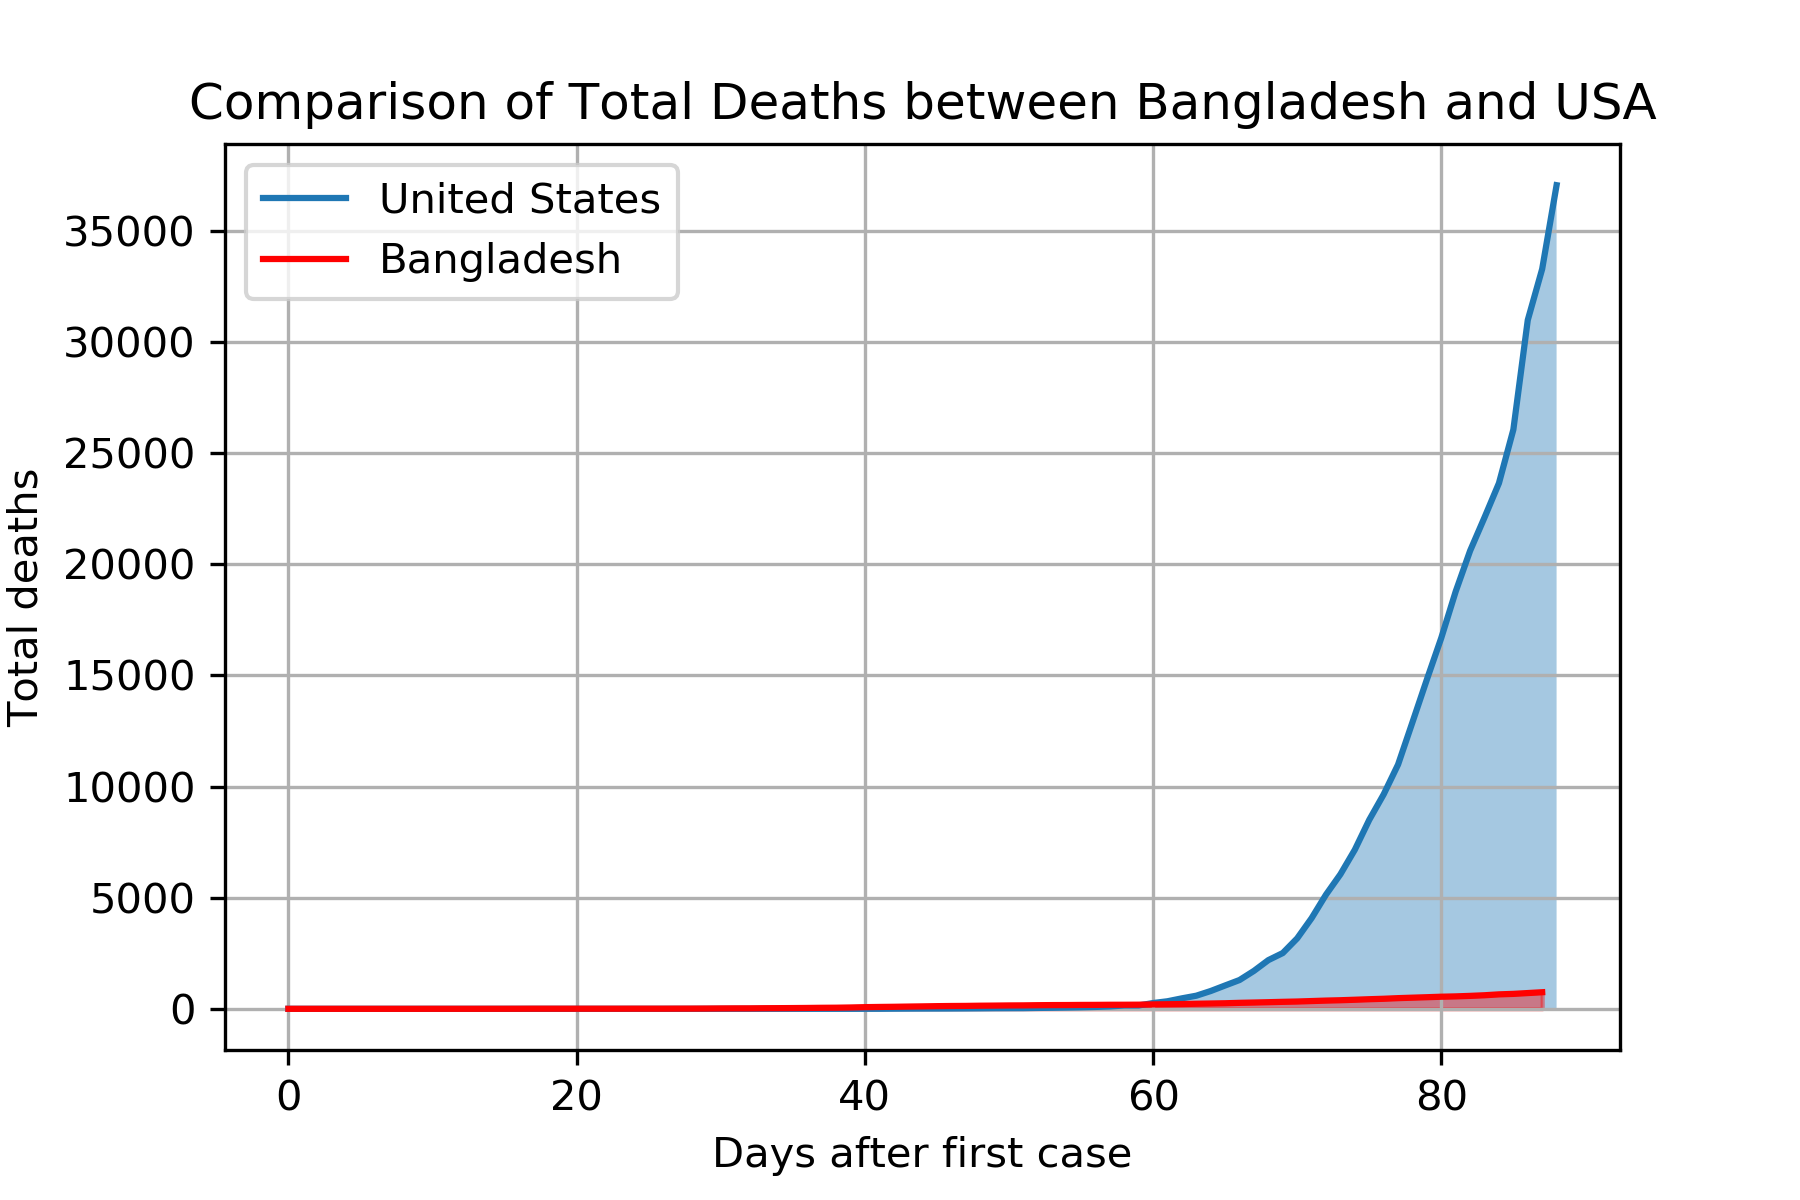 Comparison of Total Deaths between Bangladesh and USA
United States
Bangladesh
35000
30000
25000
20000
15000
10000
5000
0
Total deaths
0 20 40 60 80
Days after first case